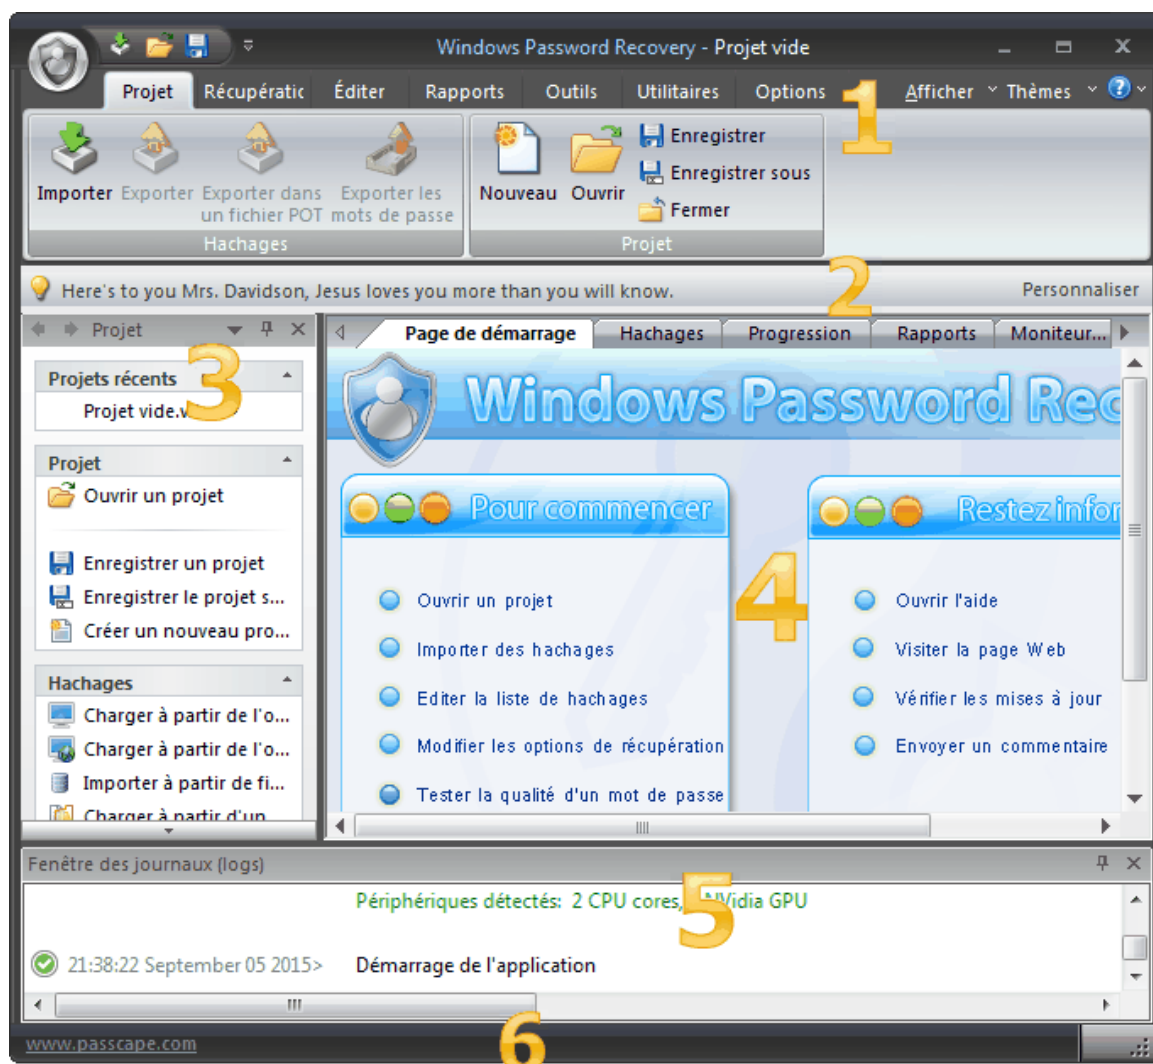 Windows Password Recovery - Projet vide
Projet Récupératic Éditer Rapports Outils Utilitaires Options Afficher Thèmes
1
Importer Exporter Exporter dans un fichier POT Exporter les mots de passe
Nouveau Ouvrir
Enregistrer
Enregistrer sous
Fermer
Hachages Projet
2
Here's to you Mrs. Davidson, Jesus loves you more than you will know. Personnaliser
Projet
3
Projets récents
Projet vide.
Projet
Ouvrir un projet
Enregistrer un projet
Enregistrer le projet s...
Créer un nouveau pro...
Hachages
Charger à partir de l'o...
Charger à partir de l'o...
Importer à partir de fi...
Charger à partir d'un
Page de démarrage Hachages Progression Rapports Moniteur...
Windows Password Rec
Pour commencer
Ouvrir un projet
Importer des hachages
Editer la liste de hachages
Modifier les options de récupération
Tester la qualité d'un mot de passe
4
Restez infor
Ouvrir l'aide
Visiter la page Web
Vérifier les mises à jour
Envoyer un commentaire
Fenêtre des journaux (logs)
Périphériques détectés: 2 CPU cores, NVidia GPU
5
21:38:22 September 05 2015> Démarrage de l'application
6
www.passcape.com